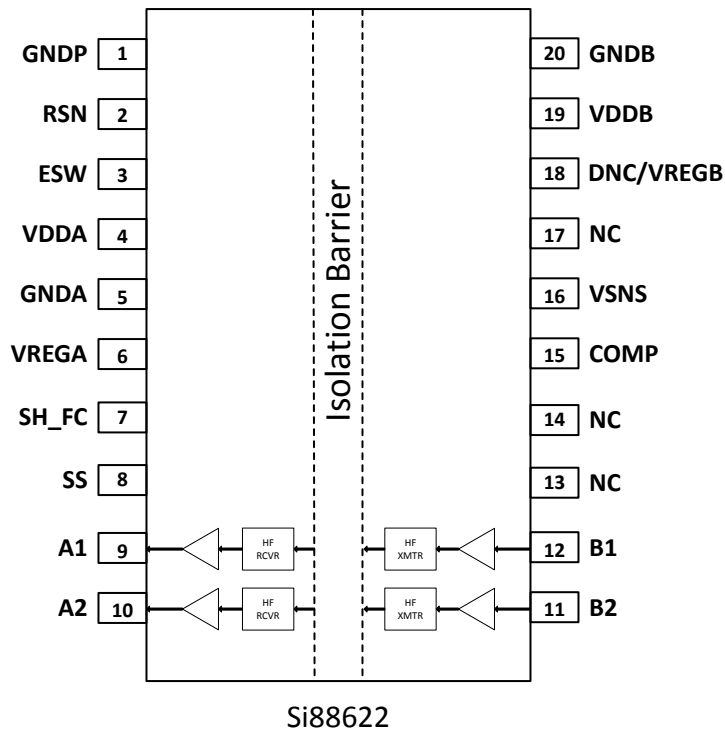 GNDP 1
RSN 2
ESW 3
VDDA 4
GNDA 5
VREGA 6
SH_FC 7
SS 8
A1 9
A2 10
HF
RCVR
HF
RCVR
Isolation Barrier
HF
XMTR
HF
XMTR
20 GNDB
19 VDDB
18 DNC/VREGB
17 NC
16 VSNS
15 COMP
14 NC
13 NC
12 B1
11 B2
Si88622